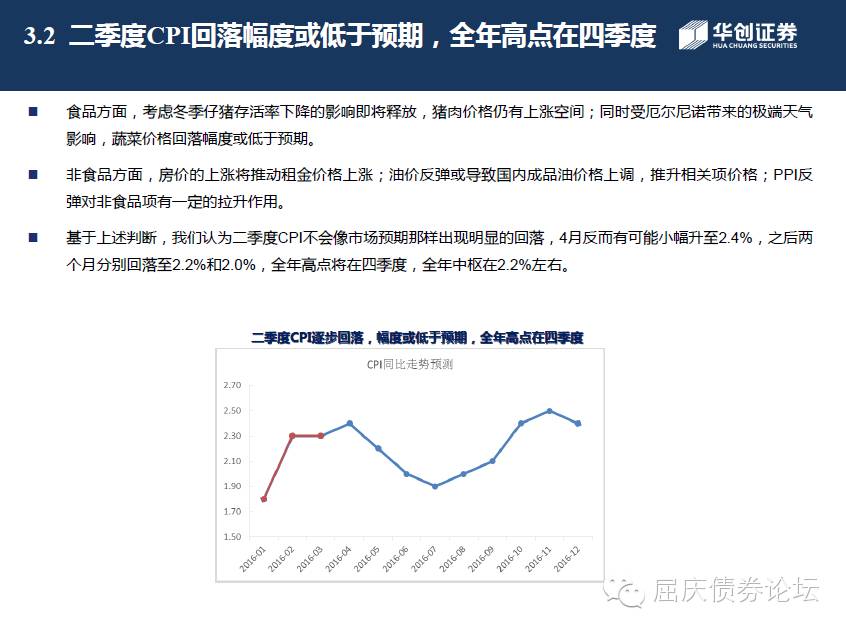 3.2 二季度CPI回落幅度或低于预期，全年高点在四季度
华创证券
HUA CHUANG SECURITIES
食品方面，考虑冬季仔猪存活率下降的影响即将释放，猪肉价格仍有上涨空间；同时受厄尔尼诺带来的极端天气
影响，蔬菜价格回落幅度或低于预期。
非食品方面，房价的上涨将推动租金价格上涨；油价反弹或导致国内成品油价格上调，推升相关项价格；PPI反
弹对非食品项有一定的拉升作用。
基于上述判断，我们认为二季度CPI不会像市场预期那样出现明显的回落，4月反而有可能小幅升至2.4%，之后两
个月分别回落至2.2%和2.0%，全年高点将在四季度，全年中枢在2.2%左右。
二季度CPI逐步回落，幅度或低于预期，全年高点在四季度
CPI同比走势预测
2.70
2.50
2.30
2.10
1.90
1.70
1.50
2016-01
2016-02
2016-03
2016-04
2016-05
2016-06
2016-07
2016-08
2016-09
2016-10
2016-11
2016-12
屈庆债券论坛